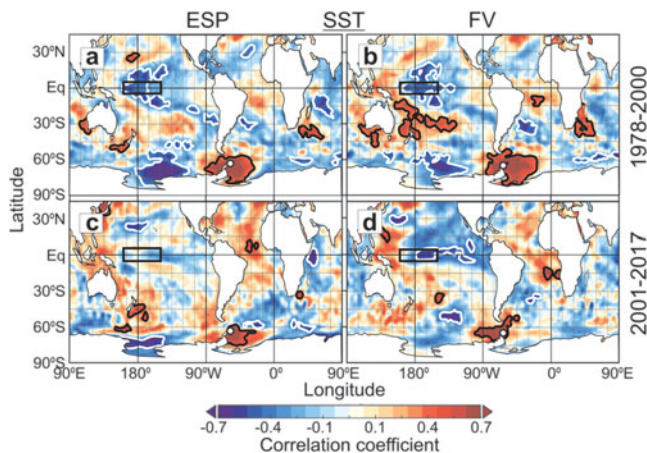 ESP SST FV
30°N
a b
Eq
30°S
60°S
90°S
1978-2000
30°N
c d
Eq
30°S
60°S
90°S
2001-2017
Latitude
90°E 180° 90°W 0° 90°E 180° 90°W 0° 90°E
Longitude
-0.7 -0.4 -0.1 0.1 0.4 0.7
Correlation coefficient